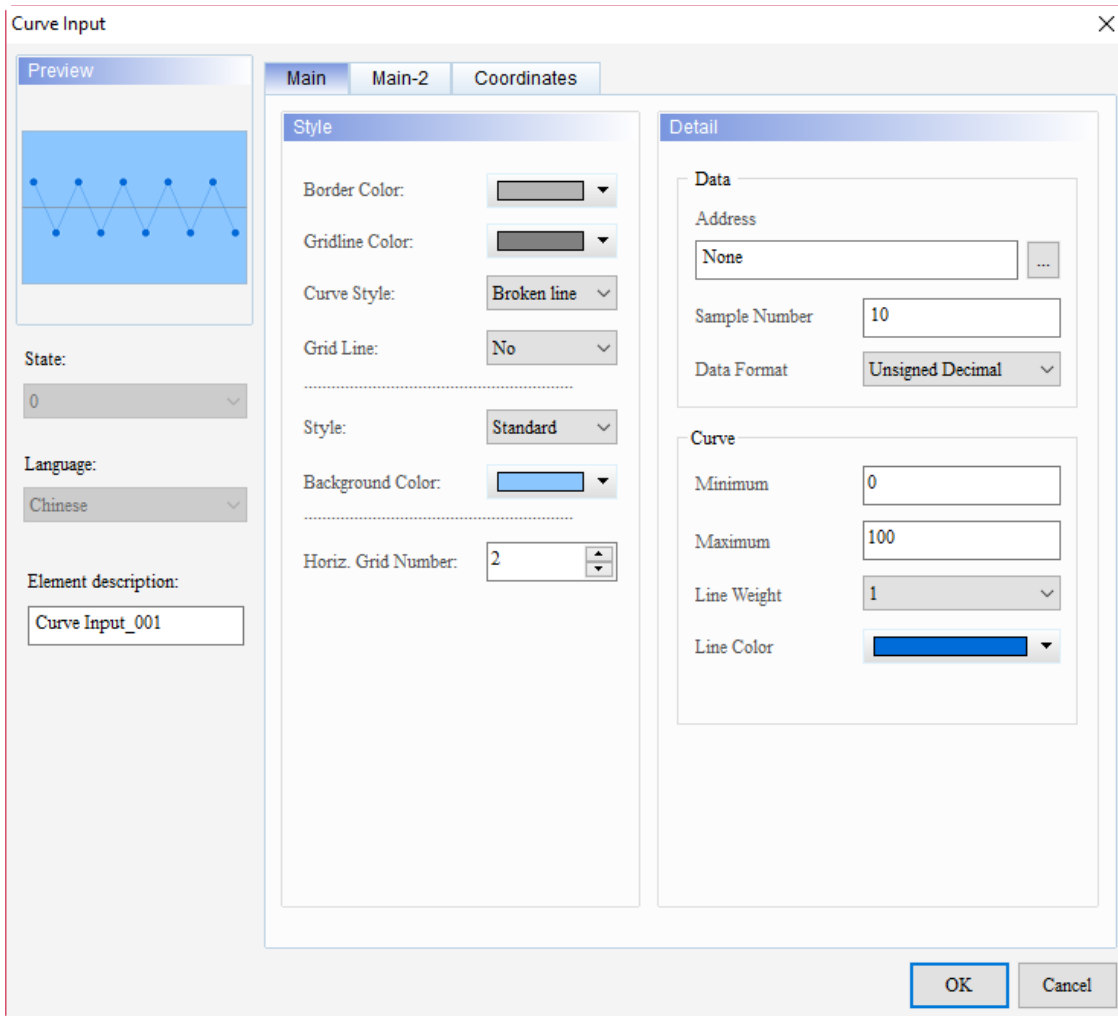 Curve Input
Preview
State:
0
Language:
Chinese
Element description:
Curve Input_001
Main
Main-2
Coordinates
Style
Border Color:
Gridline Color:
Curve Style:
Broken line
Grid Line:
No
Style:
Standard
Background Color:
Horiz. Grid Number:
2
Detail
Data
Address
None
...
Sample Number
10
Data Format
Unsigned Decimal
Curve
Minimum
0
Maximum
100
Line Weight
1
Line Color
OK
Cancel